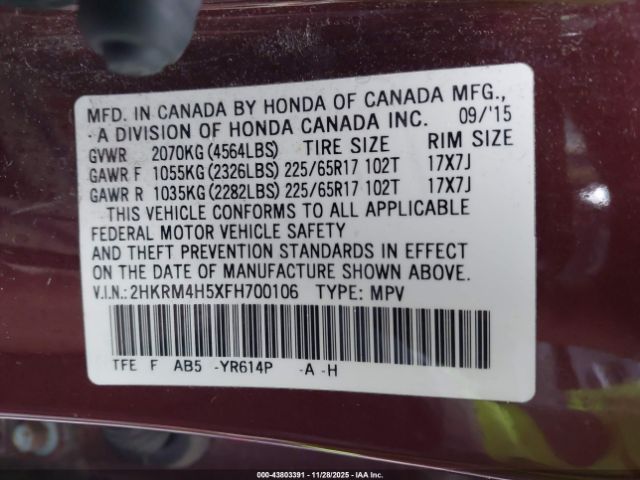 MFD. IN CANADA BY HONDA OF CANADA MFG.,
A DIVISION OF HONDA CANADA INC. 09/'15
GVWR 2070KG(4564LBS) TIRE SIZE RIM SIZE
GAWR F 1055KG(2326LBS) 225/65R17 102T 17X7J
GAWR R 1035KG(2282LBS) 225/65R17 102T 17X7J
THIS VEHICLE CONFORMS TO ALL APPLICABLE
FEDERAL MOTOR VEHICLE SAFETY
AND THEFT PREVENTION STANDARDS IN EFFECT
ON THE DATE OF MANUFACTURE SHOWN ABOVE.
V.I.N.:2HKRM4H5XFH700106 TYPE: MPV
TFE F AB5 -YR614P -A -H
000-43803391 - 11/28/2025 - IAA Inc.